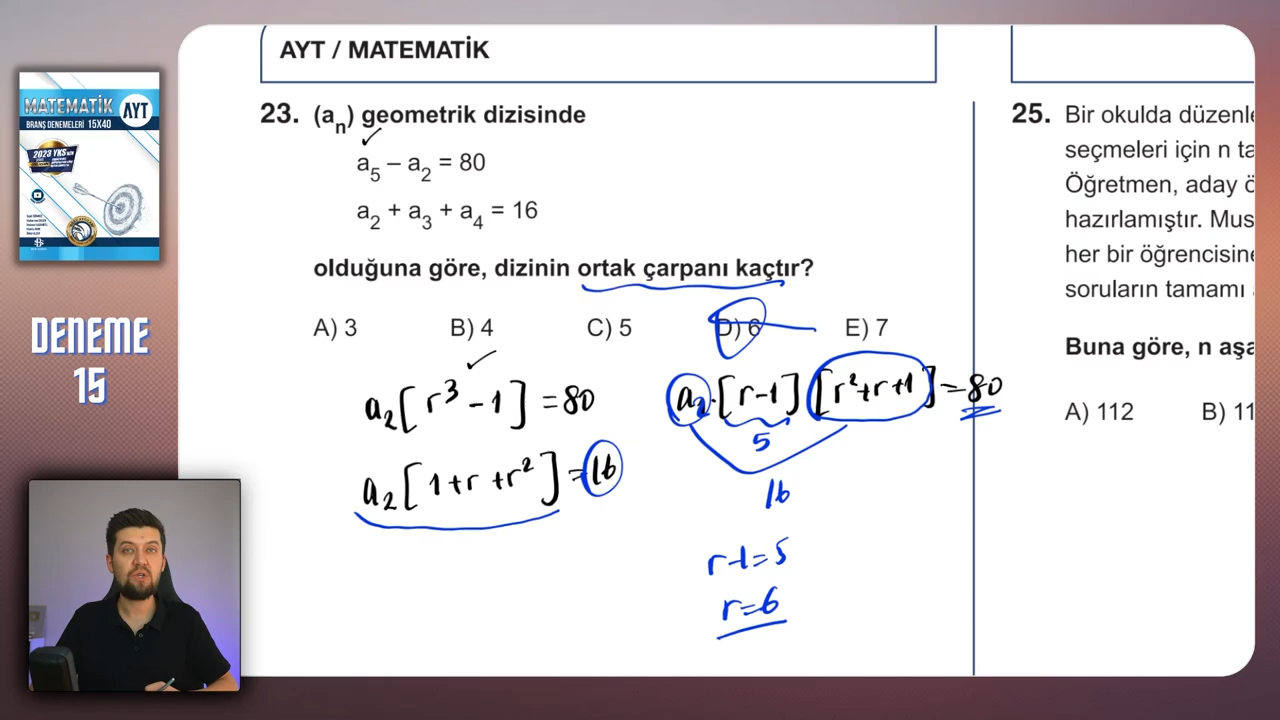 AYT / MATEMATİK
MATEMATİK AYT
BRANŞ DENEMELERİ 15X40
2023 YKS'NİN
DENEME
15
23. (aₙ) geometrik dizisinde
a₅ – a₂ = 80
a₂ + a₃ + a₄ = 16
olduğuna göre, dizinin ortak çarpanı kaçtır?
A) 3 B) 4 C) 5 D) 6 E) 7
a₂[r³ - 1] = 80
a₂[1+r+r²] = 16
a₂·[r-1][r²+r+1] = 80
5
16
r-1=5
r=6
25. Bir okulda düzenle
seçmeleri için n ta
Öğretmen, aday ö
hazırlamıştır. Mus
her bir öğrencisine
soruların tamamı
Buna göre, n aşa
A) 112 B) 11